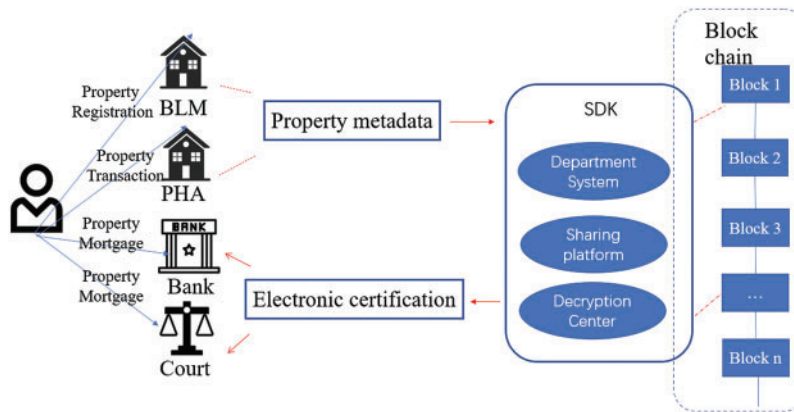 Property
Registration
BLM
Property
Transaction
PHA
Property
Mortgage
BANK
Bank
Property
Mortgage
Court
Property metadata
Electronic certification
SDK
Department
System
Sharing
platform
Decryption
Center
Block
chain
Block 1
Block 2
Block 3
...
Block n